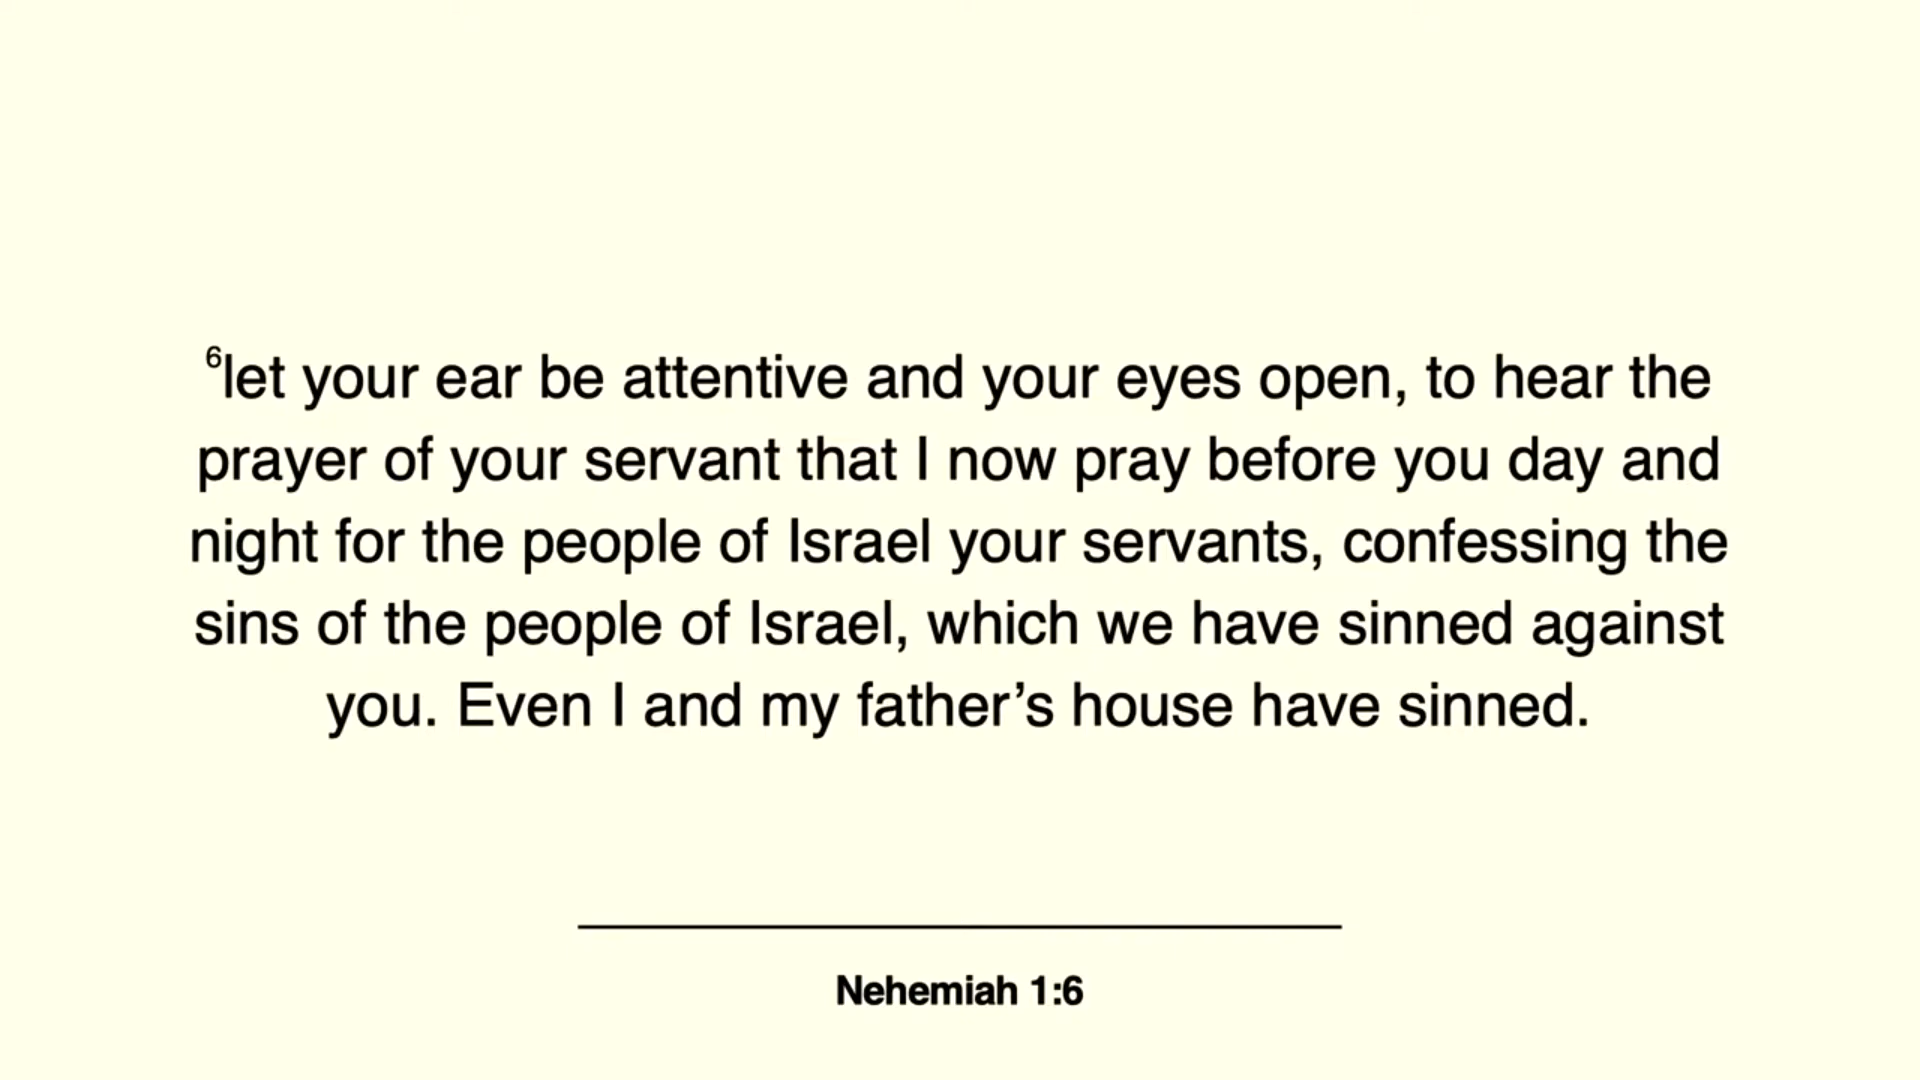 ⁶let your ear be attentive and your eyes open, to hear the
prayer of your servant that I now pray before you day and
night for the people of Israel your servants, confessing the
sins of the people of Israel, which we have sinned against
you. Even I and my father’s house have sinned.
Nehemiah 1:6